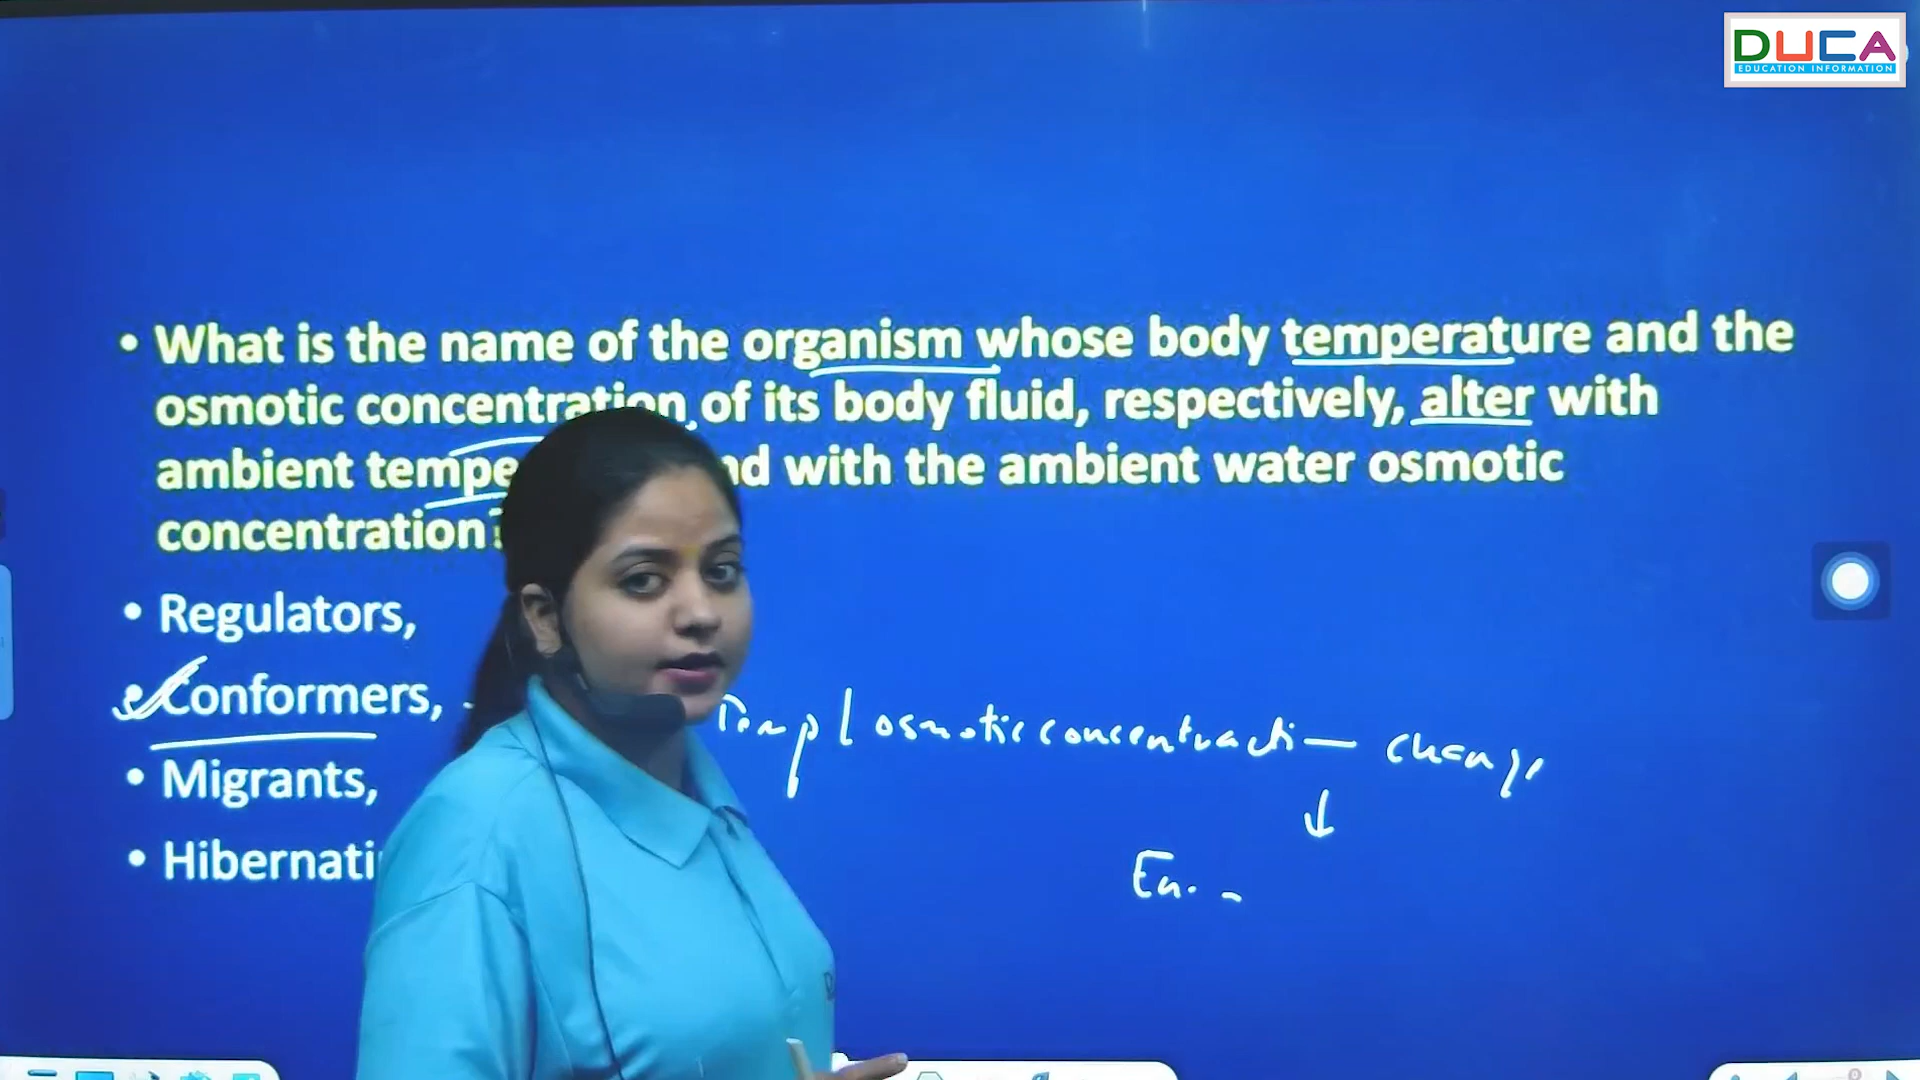 DUCA
EDUCATION INFORMATION
• What is the name of the organism whose body temperature and the
osmotic concentration of its body fluid, respectively, alter with
ambient tempe nd with the ambient water osmotic
concentration?
• Regulators,
• Conformers,
• Migrants,
• Hibernati
Temp | osmotic concentration change
↓